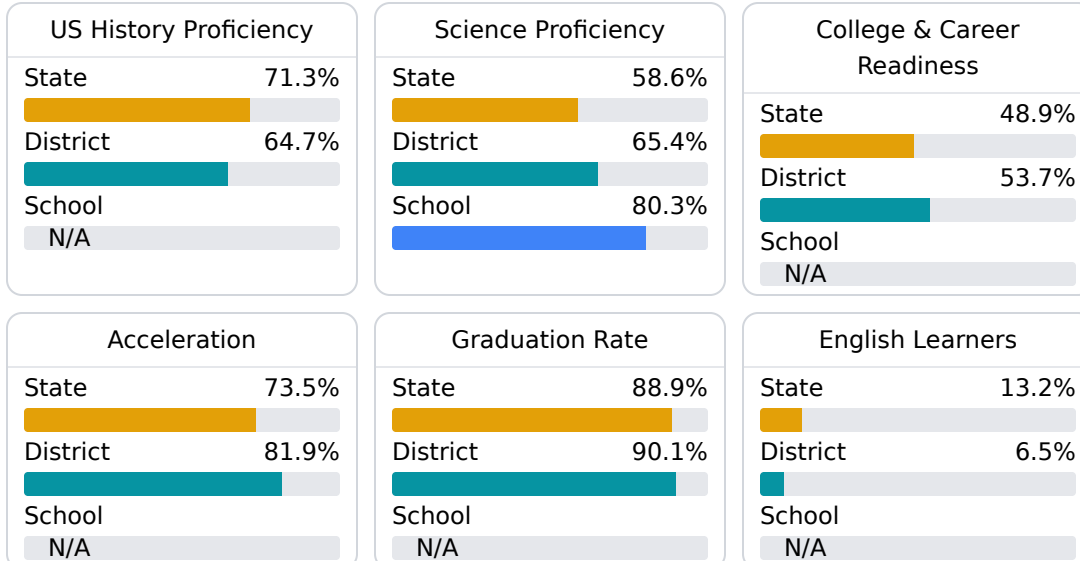 US History Proficiency
State 71.3%
District 64.7%
School
N/A
Science Proficiency
State 58.6%
District 65.4%
School 80.3%
College & Career
Readiness
State 48.9%
District 53.7%
School
N/A
Acceleration
State 73.5%
District 81.9%
School
N/A
Graduation Rate
State 88.9%
District 90.1%
School
N/A
English Learners
State 13.2%
District 6.5%
School
N/A